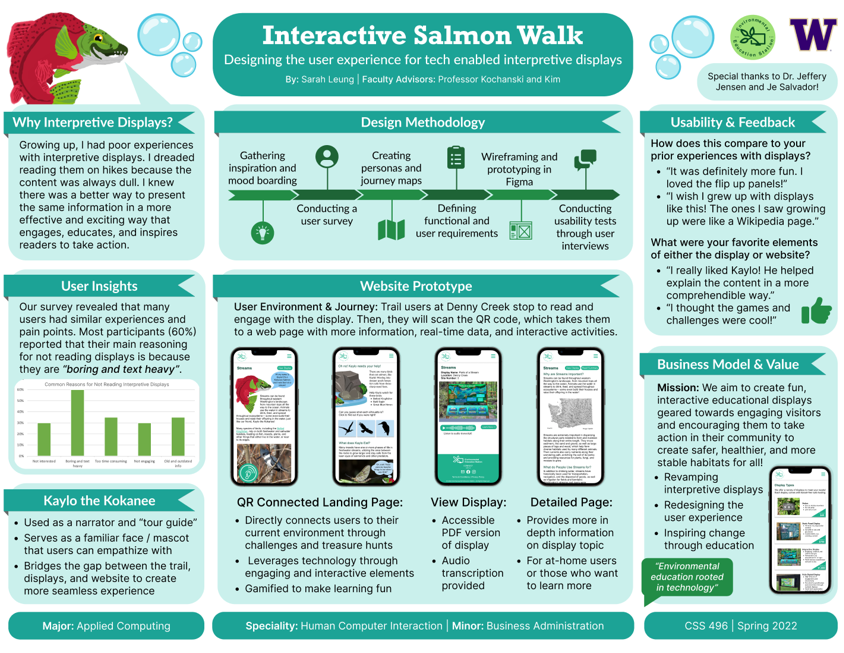 Interactive Salmon Walk
Designing the user experience for tech enabled interpretive displays
By: Sarah Leung | Faculty Advisors: Professor Kochanski and Kim
Environmental Education Station
W
Special thanks to Dr. Jeffery
Jensen and Je Salvador!
Why Interpretive Displays?
Growing up, I had poor experiences
with interpretive displays. I dreaded
reading them on hikes because the
content was always dull. I knew
there was a better way to present
the same information in a more
effective and exciting way that
engages, educates, and inspires
readers to take action.
User Insights
Our survey revealed that many
users had similar experiences and
pain points. Most participants (60%)
reported that their main reasoning
for not reading displays is because
they are "boring and text heavy".
Common Reasons for Not Reading Interpretive Displays
60%
50%
40%
30%
20%
10%
0%
Not interested
Boring and text
heavy
Too time consuming
Not engaging
Old and outdated
info
Kaylo the Kokanee
• Used as a narrator and "tour guide"
• Serves as a familiar face / mascot
that users can empathize with
• Bridges the gap between the trail,
displays, and website to create
more seamless experience
Design Methodology
Gathering
inspiration and
mood boarding
Conducting a
user survey
Creating
personas and
journey maps
Defining
functional and
user requirements
Wireframing and
prototyping in
Figma
Conducting
usability tests
through user
interviews
Website Prototype
User Environment & Journey: Trail users at Denny Creek stop to read and
engage with the display. Then, they will scan the QR code, which takes them
to a web page with more information, real-time data, and interactive activities.
Streams
Streams
Streams
QR Connected Landing Page:
• Directly connects users to their
current environment through
challenges and treasure hunts
• Leverages technology through
engaging and interactive elements
• Gamified to make learning fun
View Display:
• Accessible
PDF version
of display
• Audio
transcription
provided
Detailed Page:
• Provides more in
depth information
on display topic
• For at-home users
or those who want
to learn more
Usability & Feedback
How does this compare to your
prior experiences with displays?
• "It was definitely more fun. I
loved the flip up panels!"
• "I wish I grew up with displays
like this! The ones I saw growing
up were like a Wikipedia page."
What were your favorite elements
of either the display or website?
• "I really liked Kaylo! He helped
explain the content in a more
comprehendible way."
• "I thought the games and
challenges were cool!"
Business Model & Value
Mission: We aim to create fun,
interactive educational displays
geared towards engaging visitors
and encouraging them to take
action in their community to
create safer, healthier, and more
stable habitats for all!
• Revamping
interpretive displays
• Redesigning the
user experience
• Inspiring change
through education
Display Types
"Environmental
education rooted
in technology"
Major: Applied Computing
Speciality: Human Computer Interaction | Minor: Business Administration
CSS 496 | Spring 2022